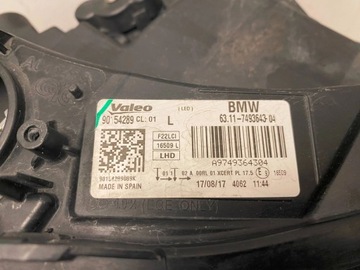 Valeo (LED) BMW
90154289 CL:01 L 63.11-7493643-04
F22LCI
16509 L
LHD
A9749364304
MADE IN SPAIN
17/08/17 4062 11:44